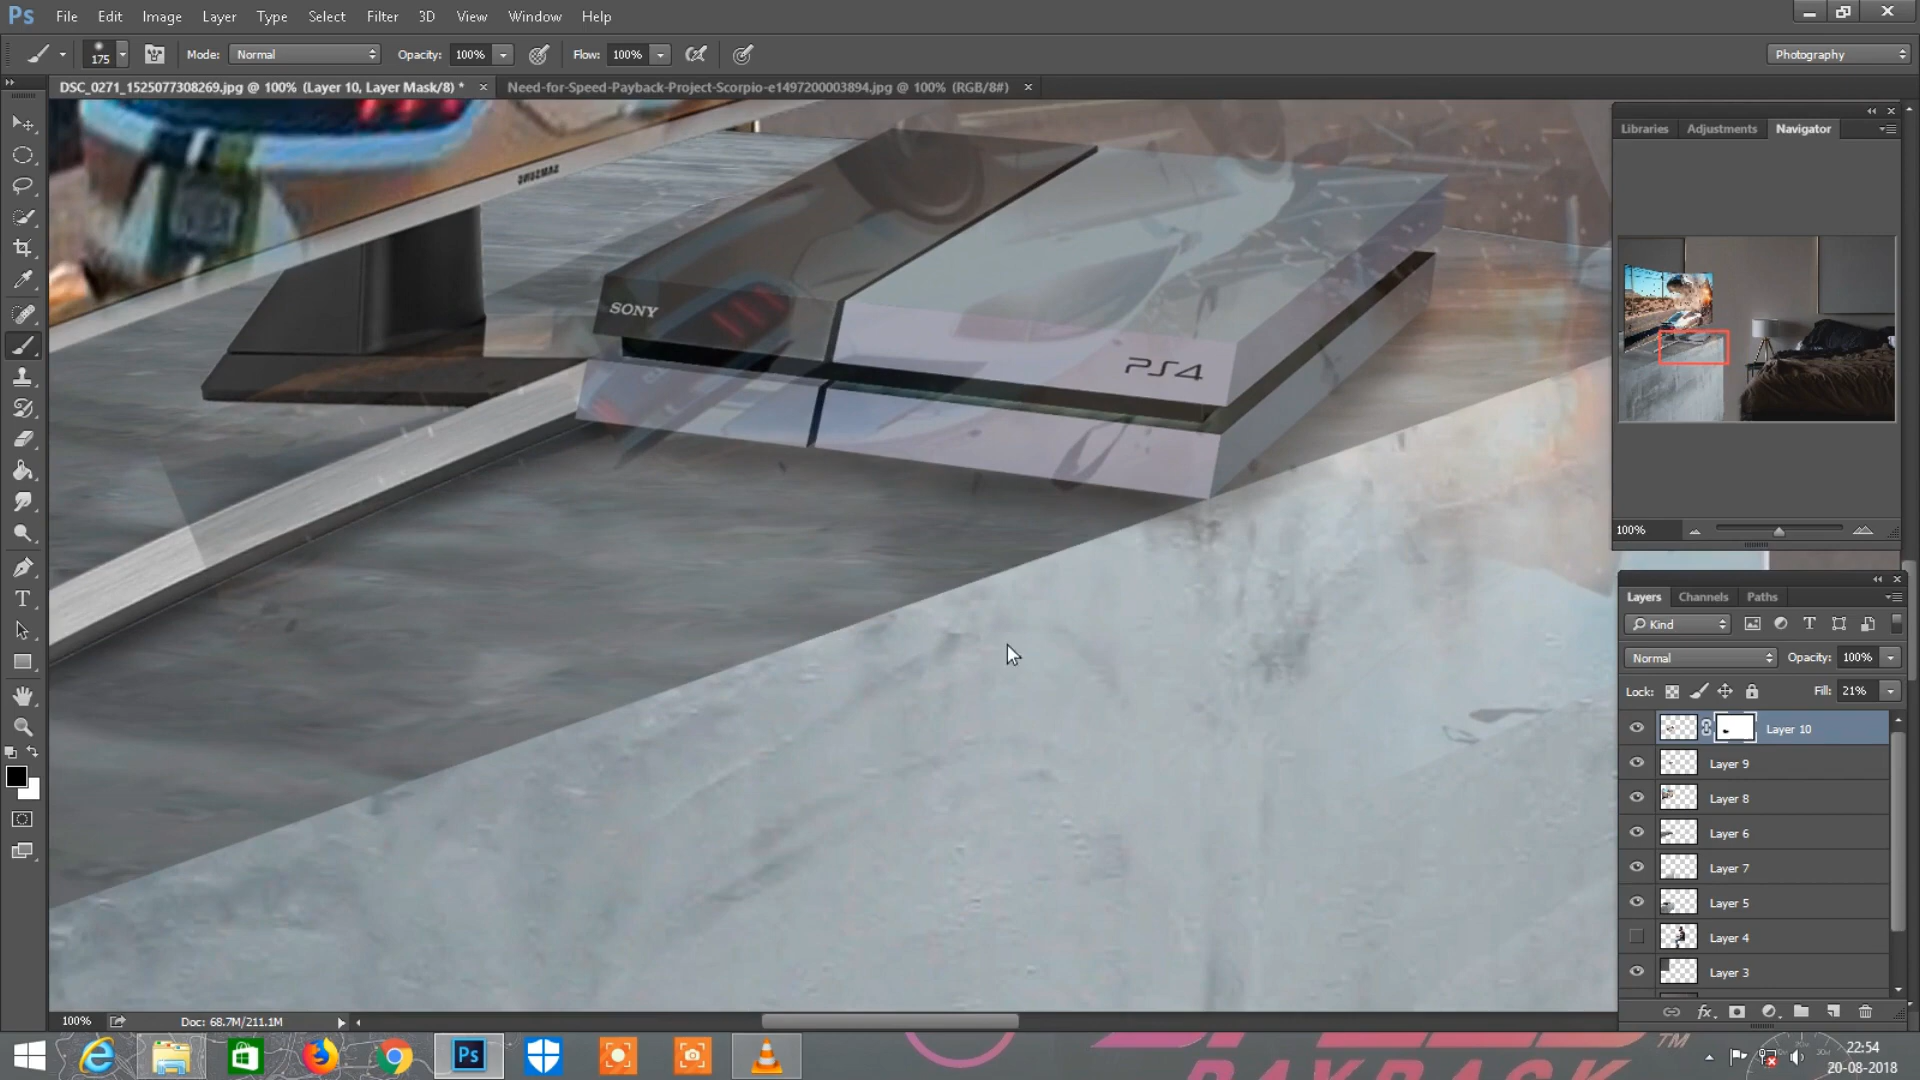 Ps File Edit Image Layer Type Select Filter 3D View Window Help
175 Mode: Normal Opacity: 100% Flow: 100% Photography
DSC_0271_1525077308269.jpg @ 100% (Layer 10, Layer Mask/8) * × Need-for-Speed-Payback-Project-Scorpio-e1497200003894.jpg @ 100% (RGB/8#) ×
Libraries Adjustments Navigator
SAMSUNG
SONY
PS4
100%
Layers Channels Paths
Kind
Normal Opacity: 100%
Lock: Fill: 21%
Layer 10
Layer 9
Layer 8
Layer 6
Layer 7
Layer 5
Layer 4
Layer 3
fx
100% Doc: 68.7M/211.1M
Ps
PAYBACK
TM
22:54
20-08-2018